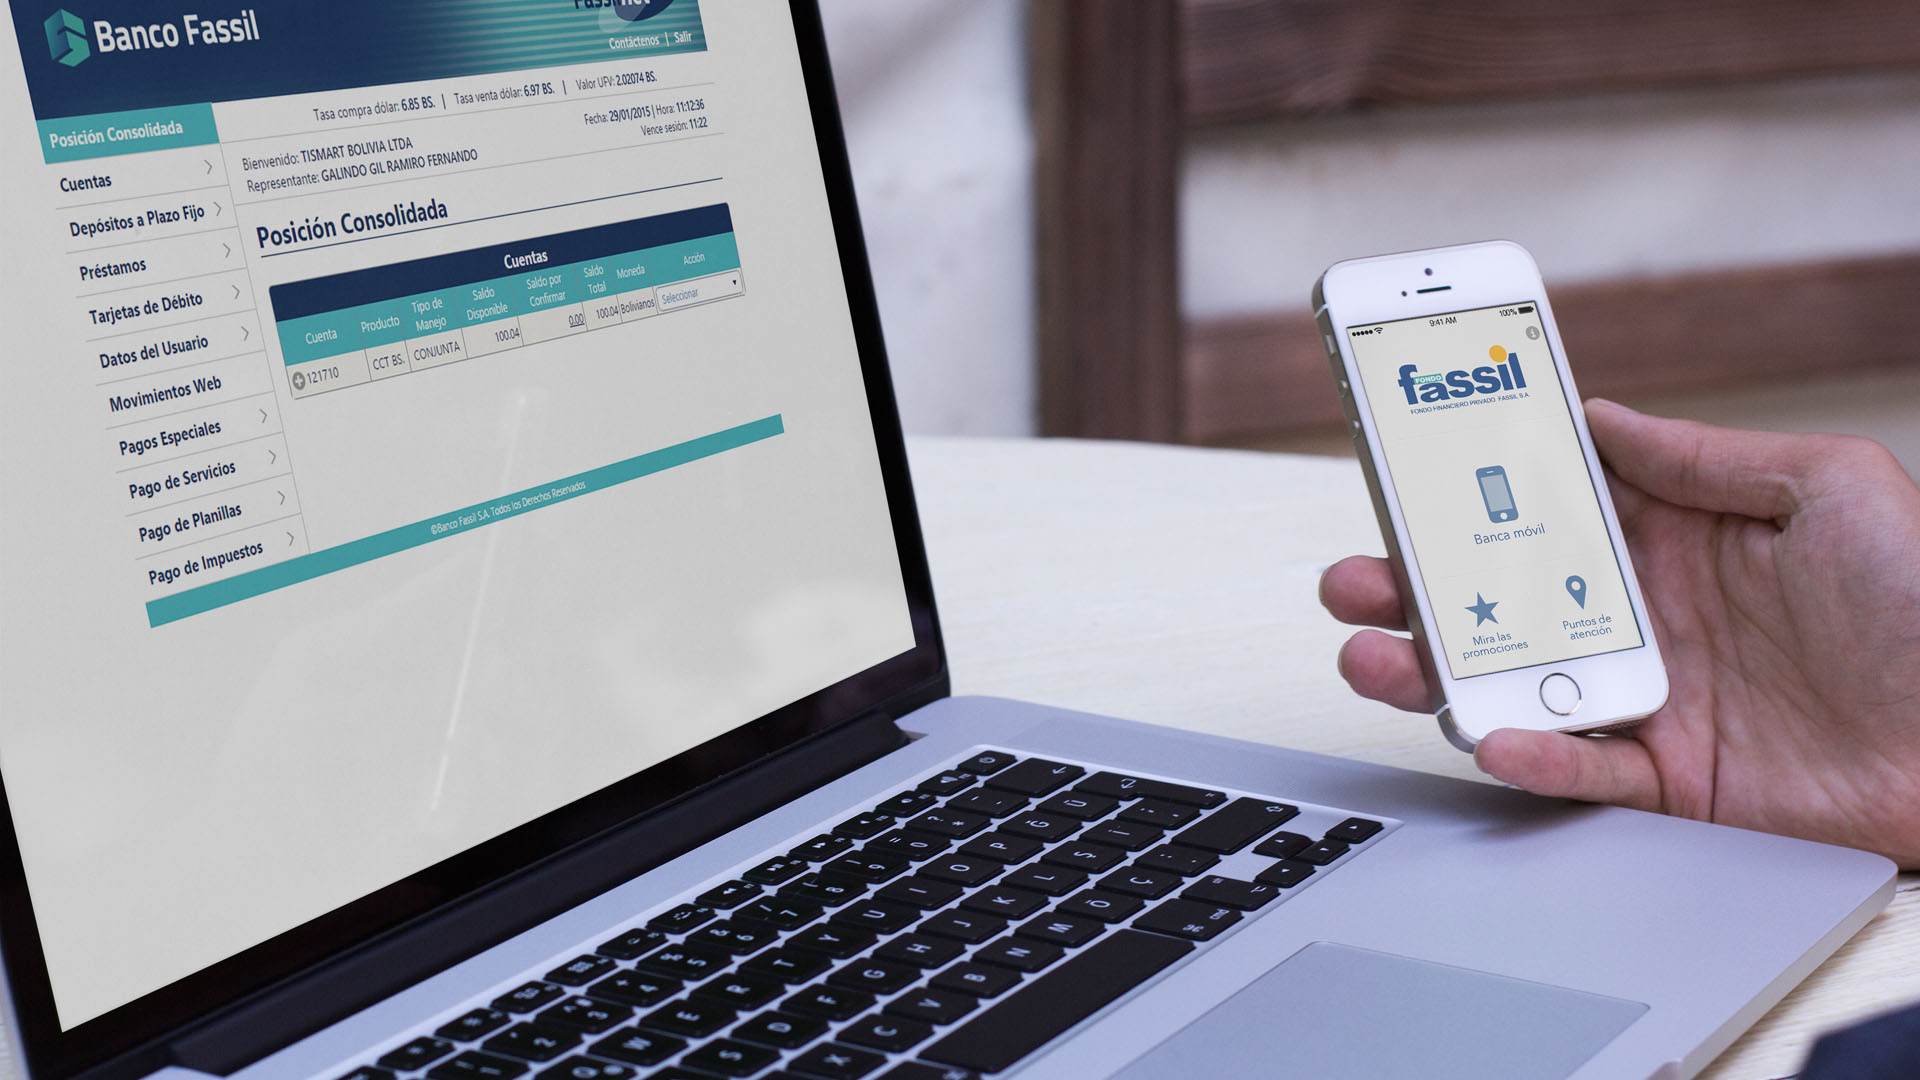 Banco Fassil
Contáctenos | Salir
Tasa compra dólar: 6.85 BS. | Tasa venta dólar: 6.97 BS. | Valor UFV: 2.02074 BS.
Fecha: 29/01/2015 | Hora: 11:12:36
Vence sesión: 11:22
Bienvenido: TISMART BOLIVIA LTDA
Representante: GALINDO GIL RAMIRO FERNANDO
Posición Consolidada
Cuentas
Depósitos a Plazo Fijo
Préstamos
Tarjetas de Débito
Datos del Usuario
Movimientos Web
Pagos Especiales
Pago de Servicios
Pago de Planillas
Pago de Impuestos
Posición Consolidada
Cuentas
Cuenta Producto Tipo de Manejo Saldo Disponible Saldo por Confirmar Saldo Total Moneda Acción
121710 CCT BS. CONJUNTA 100.04 0.00 100.04 Bolivianos Seleccionar
©Banco Fassil S.A. Todos los Derechos Reservados
9:41 AM 100%
FONDO
fassil
FONDO FINANCIERO PRIVADO FASSIL S.A.
Banca móvil
Mira las
promociones
Puntos de
atención